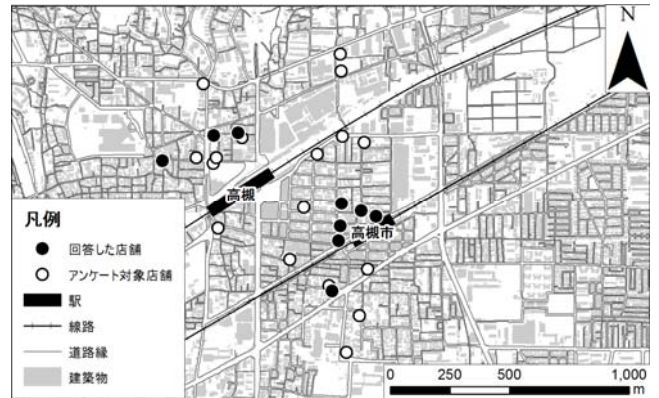 N
高槻
高槻市
凡例
回答した店舗
アンケート対象店舗
駅
線路
道路縁
建築物
0 250 500 1,000
m